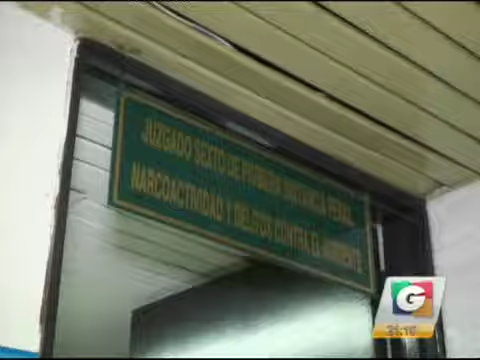 JUZGADO SEXTO DE PRIMERA INSTANCIA PENAL
NARCOACTIVIDAD Y DELITOS CONTRA EL AMBIENTE
G